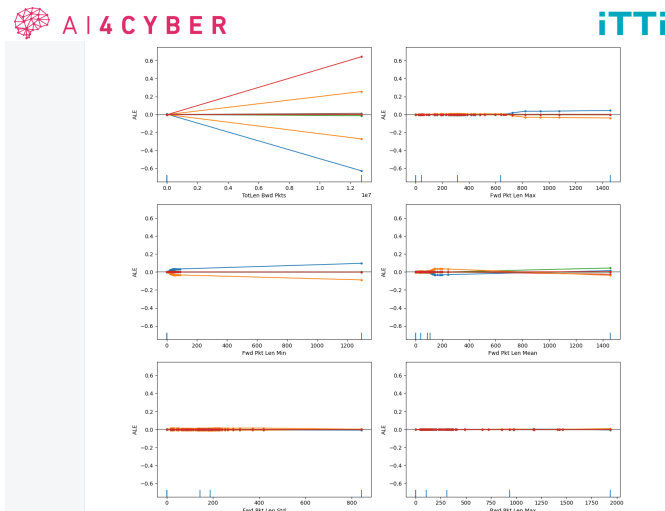 AI4CYBER
iTTi
0.6
0.4
0.2
0.0
−0.2
−0.4
−0.6
ALE
0.0 0.2 0.4 0.6 0.8 1.0 1.2
1e7
TotLen Bwd Pkts
0.6
0.4
0.2
0.0
−0.2
−0.4
−0.6
ALE
0 200 400 600 800 1000 1200 1400
Fwd Pkt Len Max
0.6
0.4
0.2
0.0
−0.2
−0.4
−0.6
ALE
0 200 400 600 800 1000 1200
Fwd Pkt Len Min
0.6
0.4
0.2
0.0
−0.2
−0.4
−0.6
ALE
0 200 400 600 800 1000 1200 1400
Fwd Pkt Len Mean
0.6
0.4
0.2
0.0
−0.2
−0.4
−0.6
ALE
0 200 400 600 800
Fwd Pkt Len Std
0.6
0.4
0.2
0.0
−0.2
−0.4
−0.6
ALE
0 250 500 750 1000 1250 1500 1750 2000
Bwd Pkt Len Max